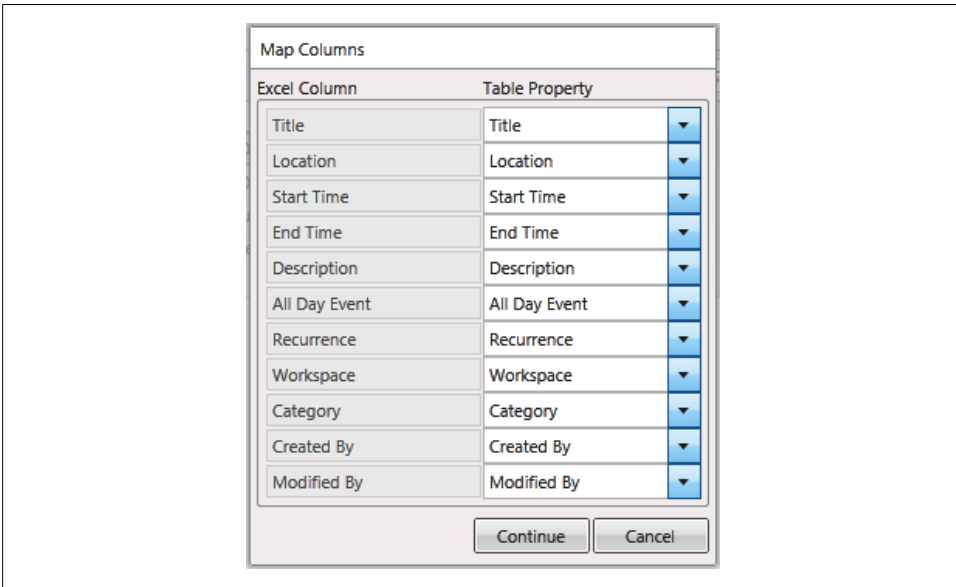 Map Columns
Excel Column Table Property
Title Title
Location Location
Start Time Start Time
End Time End Time
Description Description
All Day Event All Day Event
Recurrence Recurrence
Workspace Workspace
Category Category
Created By Created By
Modified By Modified By
Continue Cancel